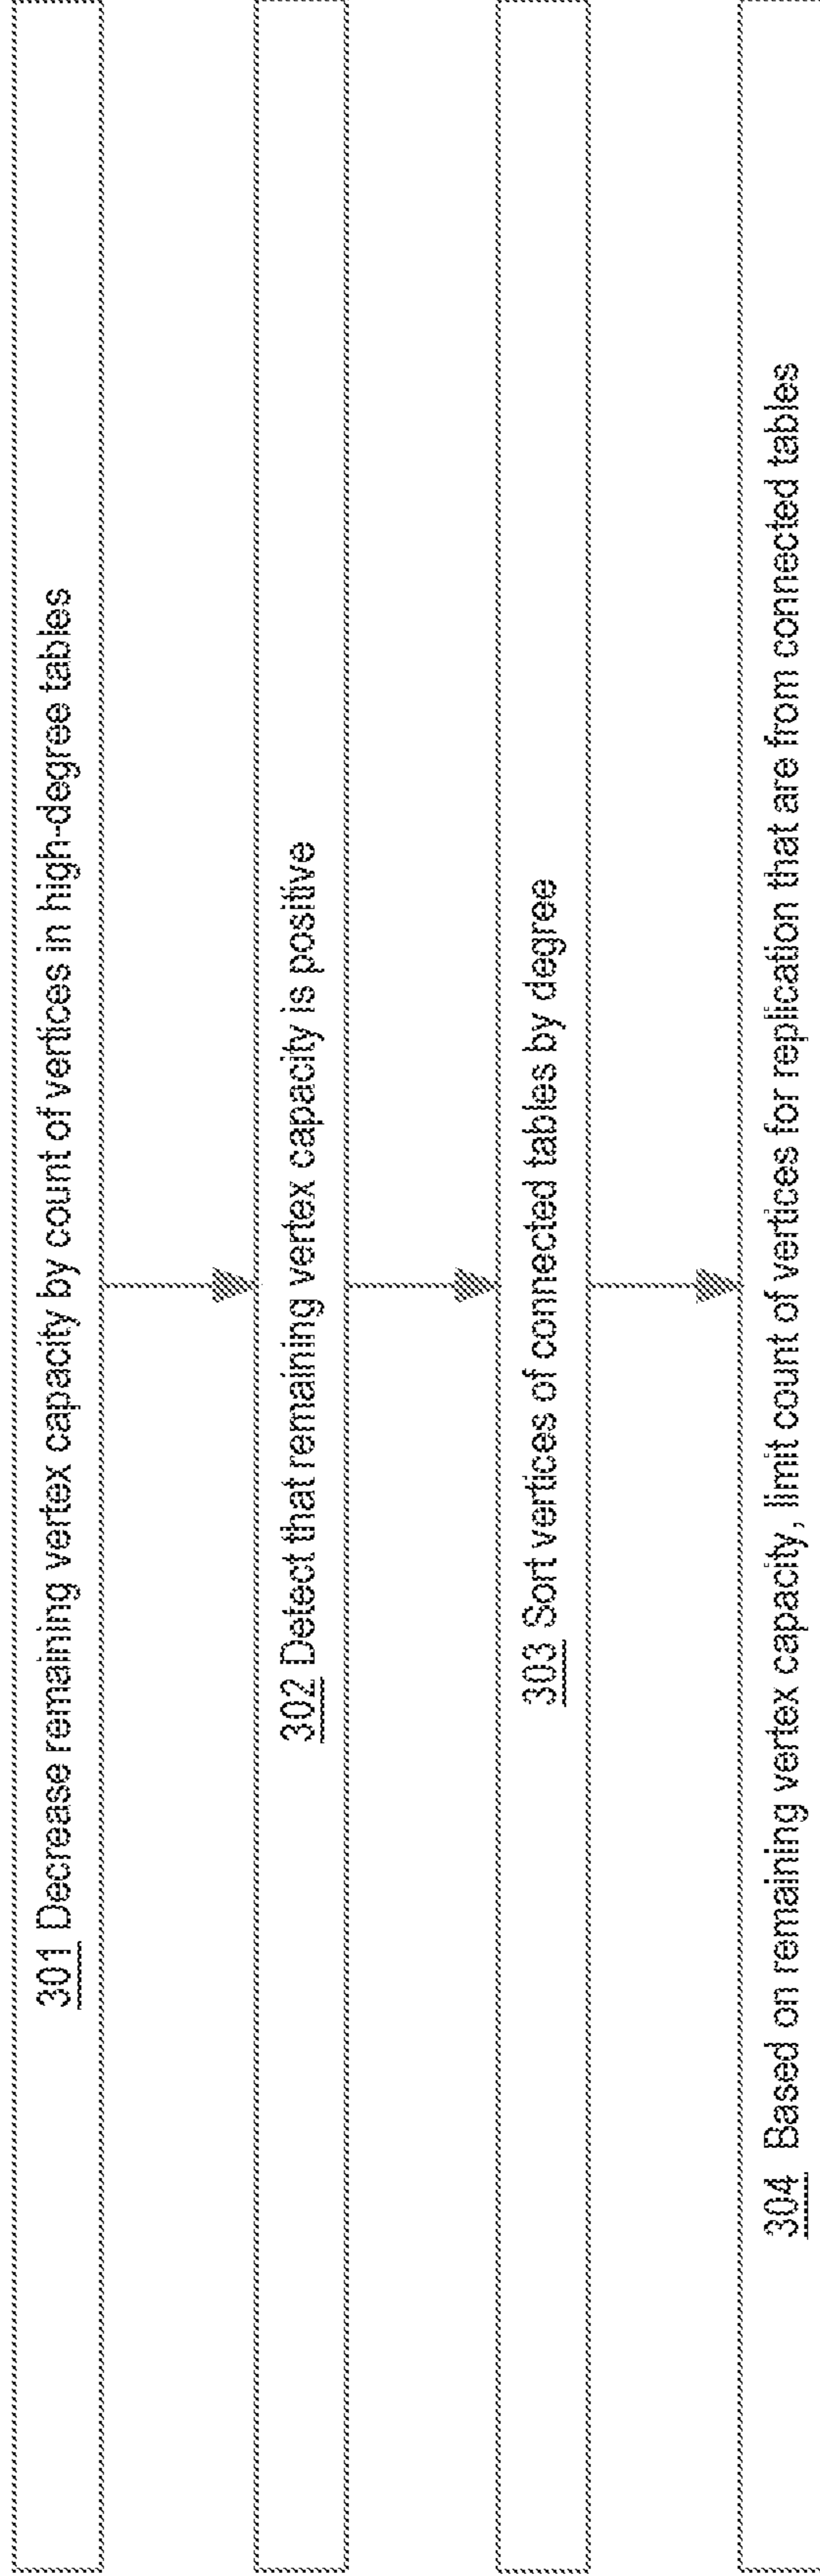 301 Decrease remaining vertex capacity by count of vertices in high-degree tables
302 Detect that remaining vertex capacity is positive
303 Sort vertices of connected tables by degree
304 Based on remaining vertex capacity, limit count of vertices for replication that are from connected tables